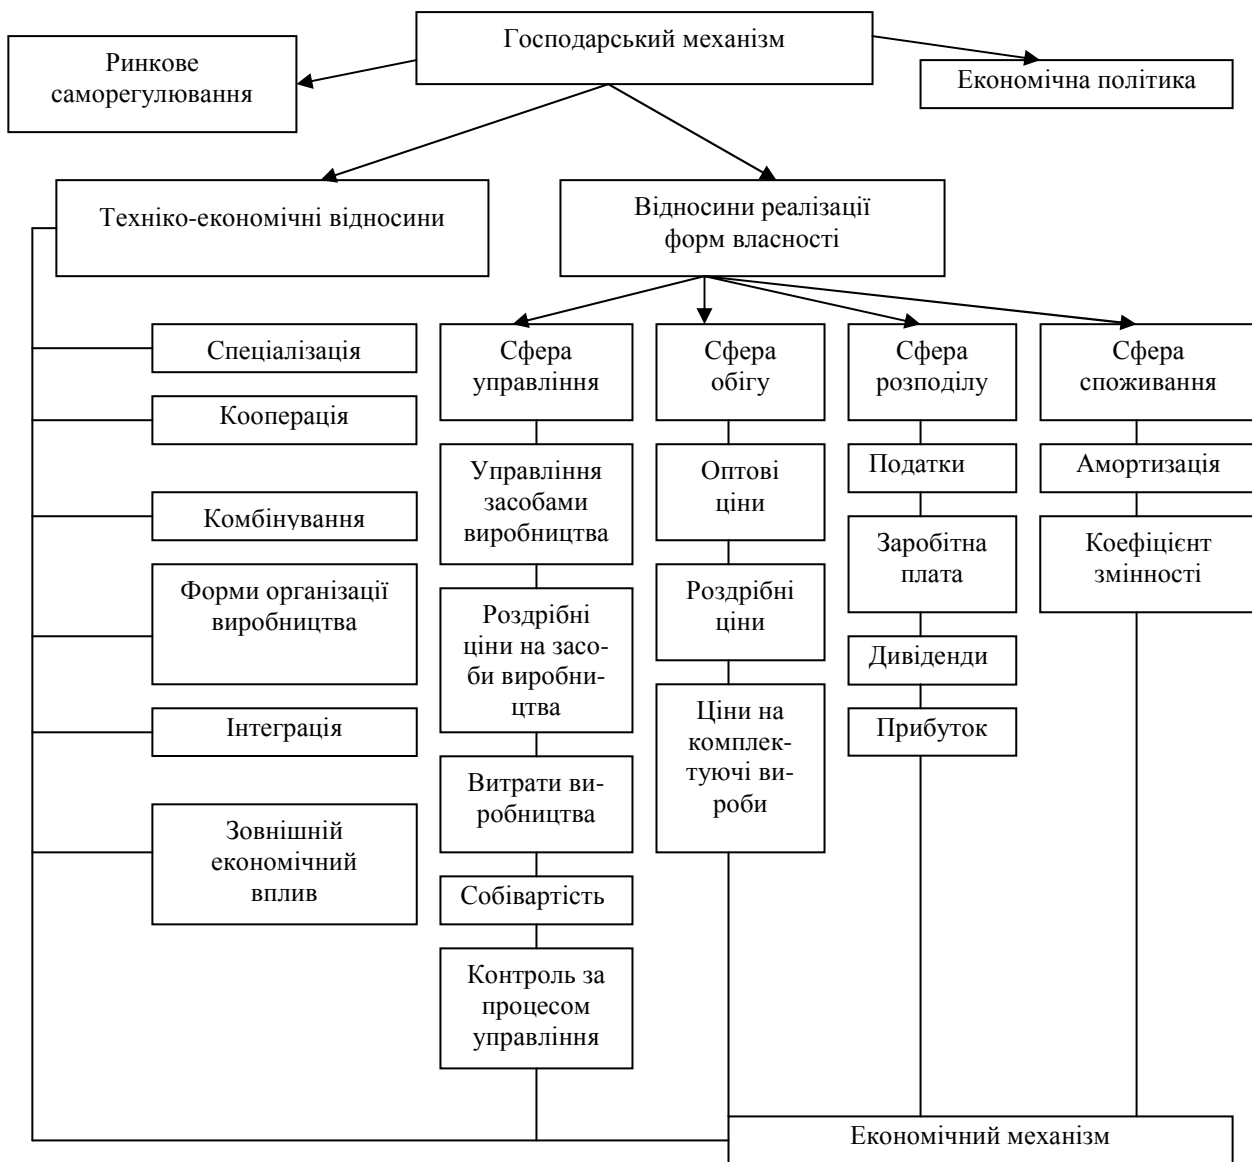 Господарський механізм
Ринкове
саморегулювання
Економічна політика
Техніко-економічні відносини
Відносини реалізації
форм власності
Спеціалізація
Кооперація
Комбінування
Форми організації
виробництва
Інтеграція
Зовнішній
економічний
вплив
Сфера
управління
Управління
засобами
виробництва
Роздрібні
ціни на засо-
би виробни-
цтва
Витрати ви-
робництва
Собівартість
Контроль за
процесом
управління
Сфера
обігу
Оптові
ціни
Роздрібні
ціни
Ціни на
комплек-
туючі ви-
роби
Сфера
розподілу
Податки
Заробітна
плата
Дивіденди
Прибуток
Сфера
споживання
Амортизація
Коефіцієнт
змінності
Економічний механізм